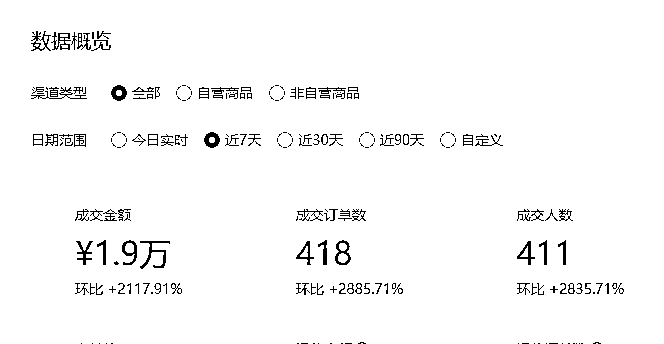 数据概览
渠道类型 全部 自营商品 非自营商品
日期范围 今日实时 近7天 近30天 近90天 自定义
成交金额 成交订单数 成交人数
¥1.9万 418 411
环比 +2117.91% 环比 +2885.71% 环比 +2835.71%